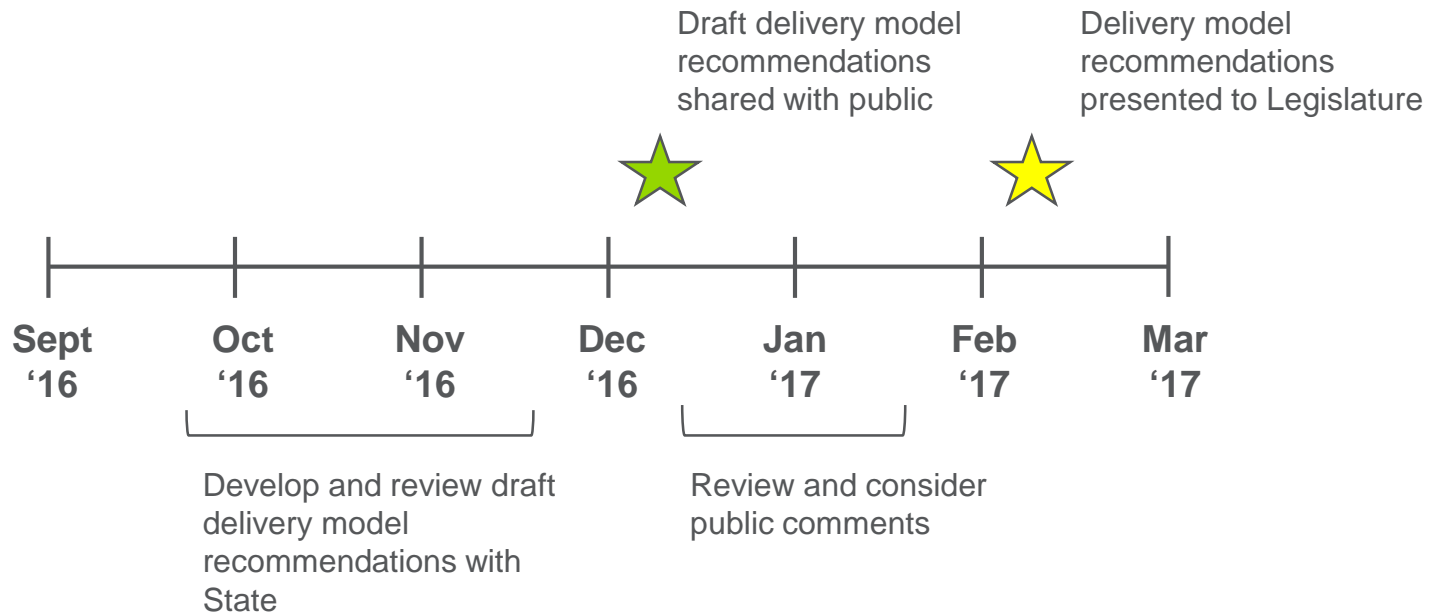 Draft delivery model
recommendations
shared with public
Delivery model
recommendations
presented to Legislature
Sept
‘16
Oct
‘16
Nov
‘16
Dec
‘16
Jan
‘17
Feb
‘17
Mar
‘17
Develop and review draft
delivery model
recommendations with
State
Review and consider
public comments